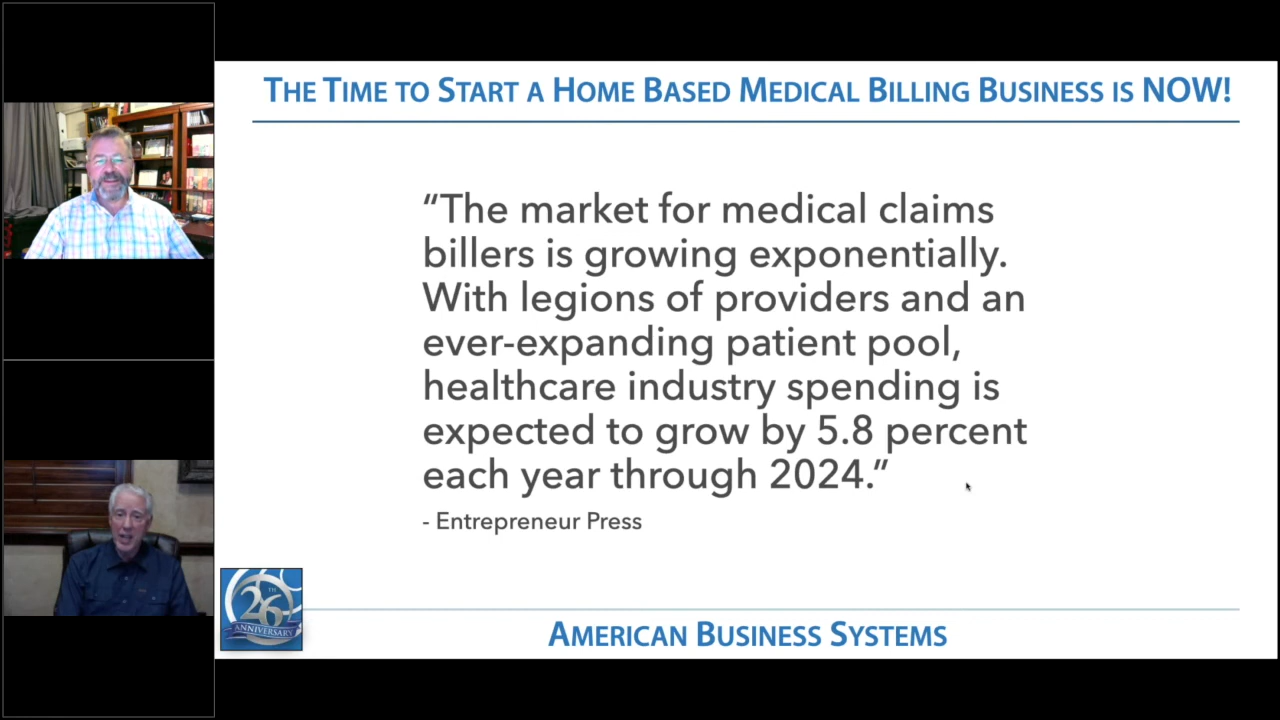 THE TIME TO START A HOME BASED MEDICAL BILLING BUSINESS IS NOW!
“The market for medical claims
billers is growing exponentially.
With legions of providers and an
ever-expanding patient pool,
healthcare industry spending is
expected to grow by 5.8 percent
each year through 2024.”
- Entrepreneur Press
26TH
ANNIVERSARY
AMERICAN BUSINESS SYSTEMS